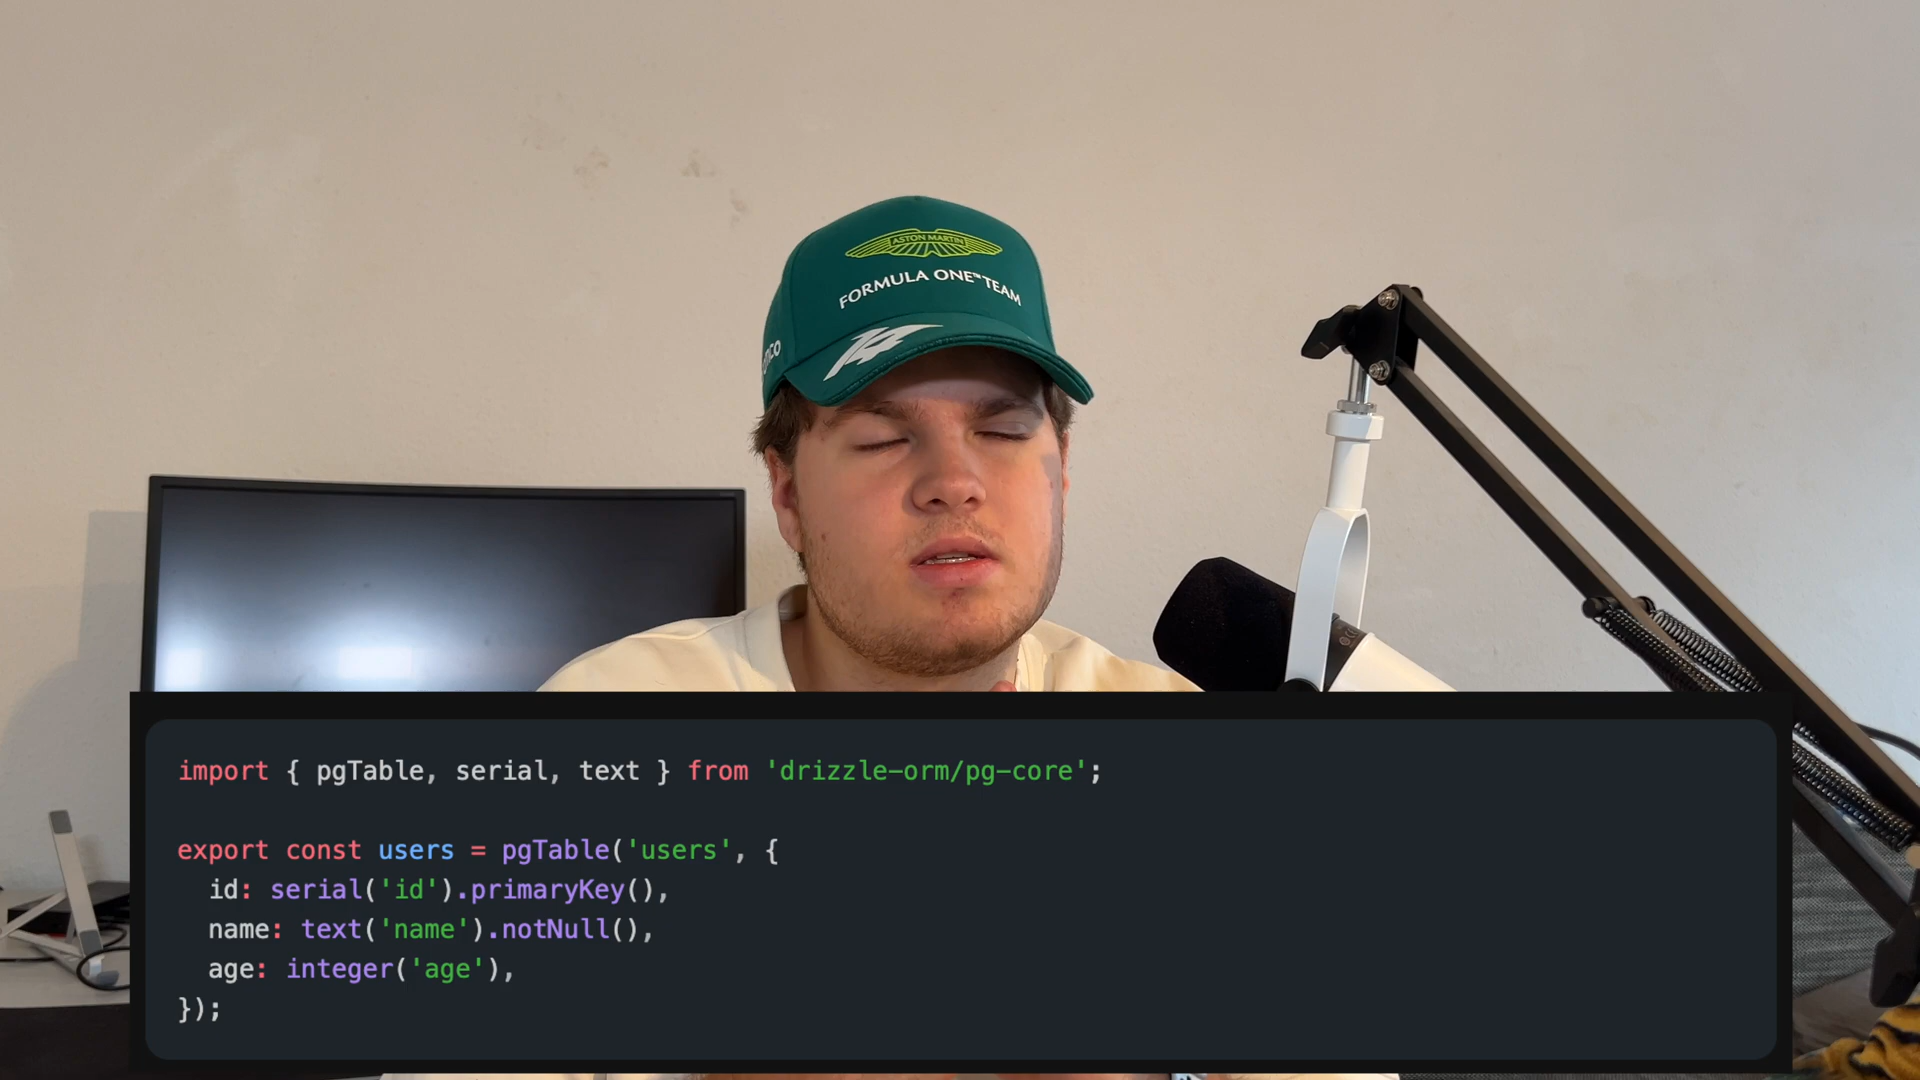 ASTON MARTIN
FORMULA ONE™ TEAM
14
import { pgTable, serial, text } from 'drizzle-orm/pg-core';
export const users = pgTable('users', {
id: serial('id').primaryKey(),
name: text('name').notNull(),
age: integer('age'),
});